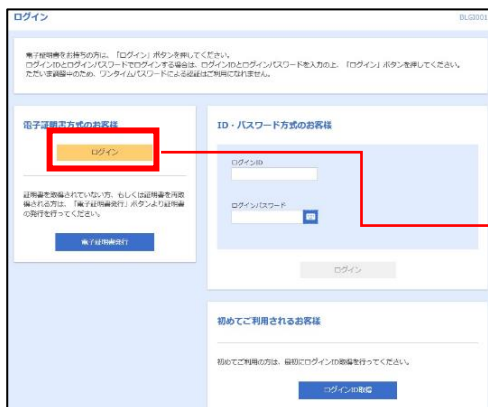 ログイン
BLGI001
電子証明書をお持ちの方は、「ログイン」ボタンを押してください。
ログインIDとログインパスワードでログインする場合は、ログインIDとログインパスワードを入力の上、「ログイン」ボタンを押してください。
ただいま調整中のため、ワンタイムパスワードによる認証はご利用になれません。
電子証明書方式のお客様
ログイン
証明書を取得されていない方、もしくは証明書を再取
得される方は、「電子証明書発行」ボタンより証明書
の発行を行ってください。
電子証明書発行
ID・パスワード方式のお客様
ログインID
ログインパスワード
ログイン
初めてご利用されるお客様
初めてご利用の方は、最初にログインID取得を行ってください。
ログインID取得